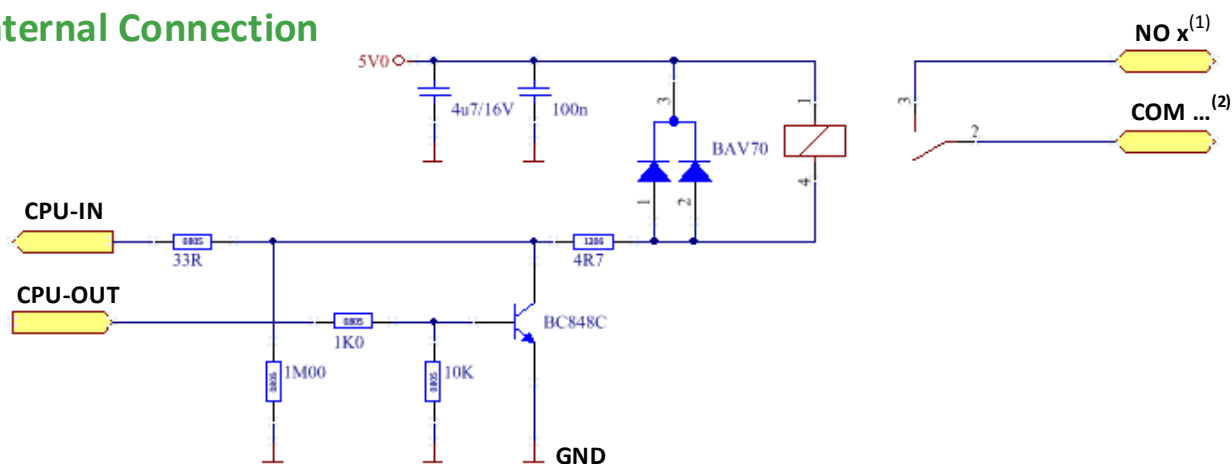 nternal Connection
NO x(1)
5V0
3
1
4u7/16V
100n
3
COM ...(2)
2
BAV70
4
1
2
CPU-IN
0805
33R
1206
4R7
CPU-OUT
0805
1K0
BC848C
0805
1M00
0805
10K
GND